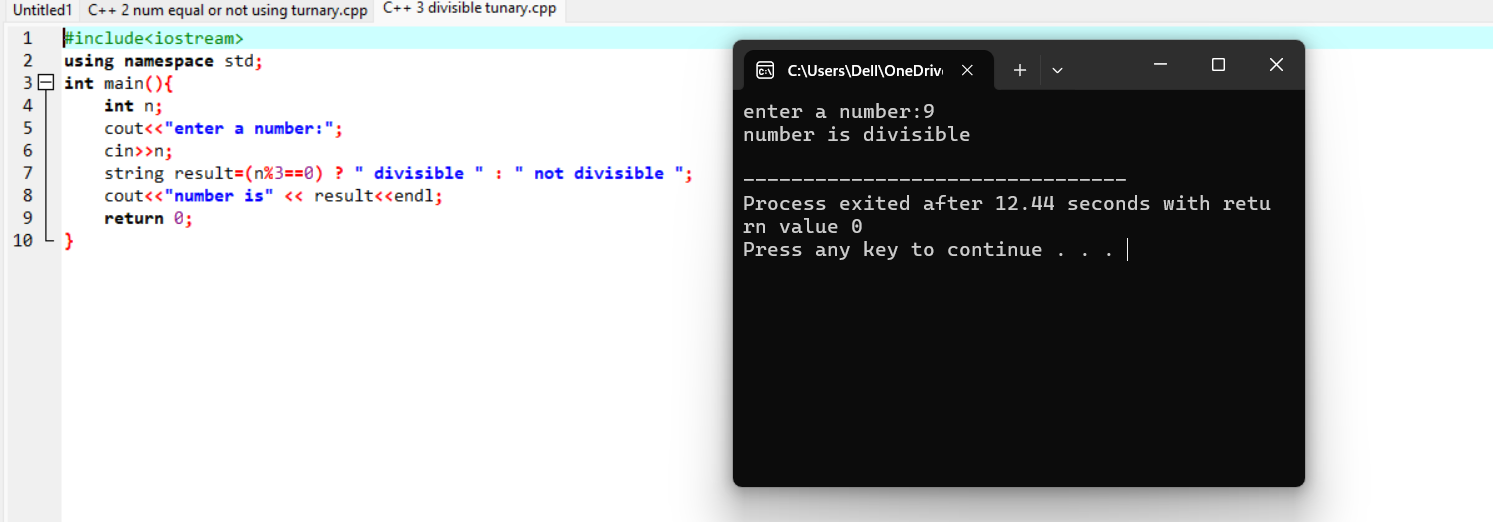 Untitled1 C++ 2 num equal or not using turnary.cpp C++ 3 divisible tunary.cpp
1 #include<iostream>
2 using namespace std;
3 int main(){
4 int n;
5 cout<<"enter a number:";
6 cin>>n;
7 string result=(n%3==0) ? " divisible " : " not divisible ";
8 cout<<"number is" << result<<endl;
9 return 0;
10 }
C:\Users\Dell\OneDriv
enter a number:9
number is divisible
--------------------------------
Process exited after 12.44 seconds with retu
rn value 0
Press any key to continue . . .